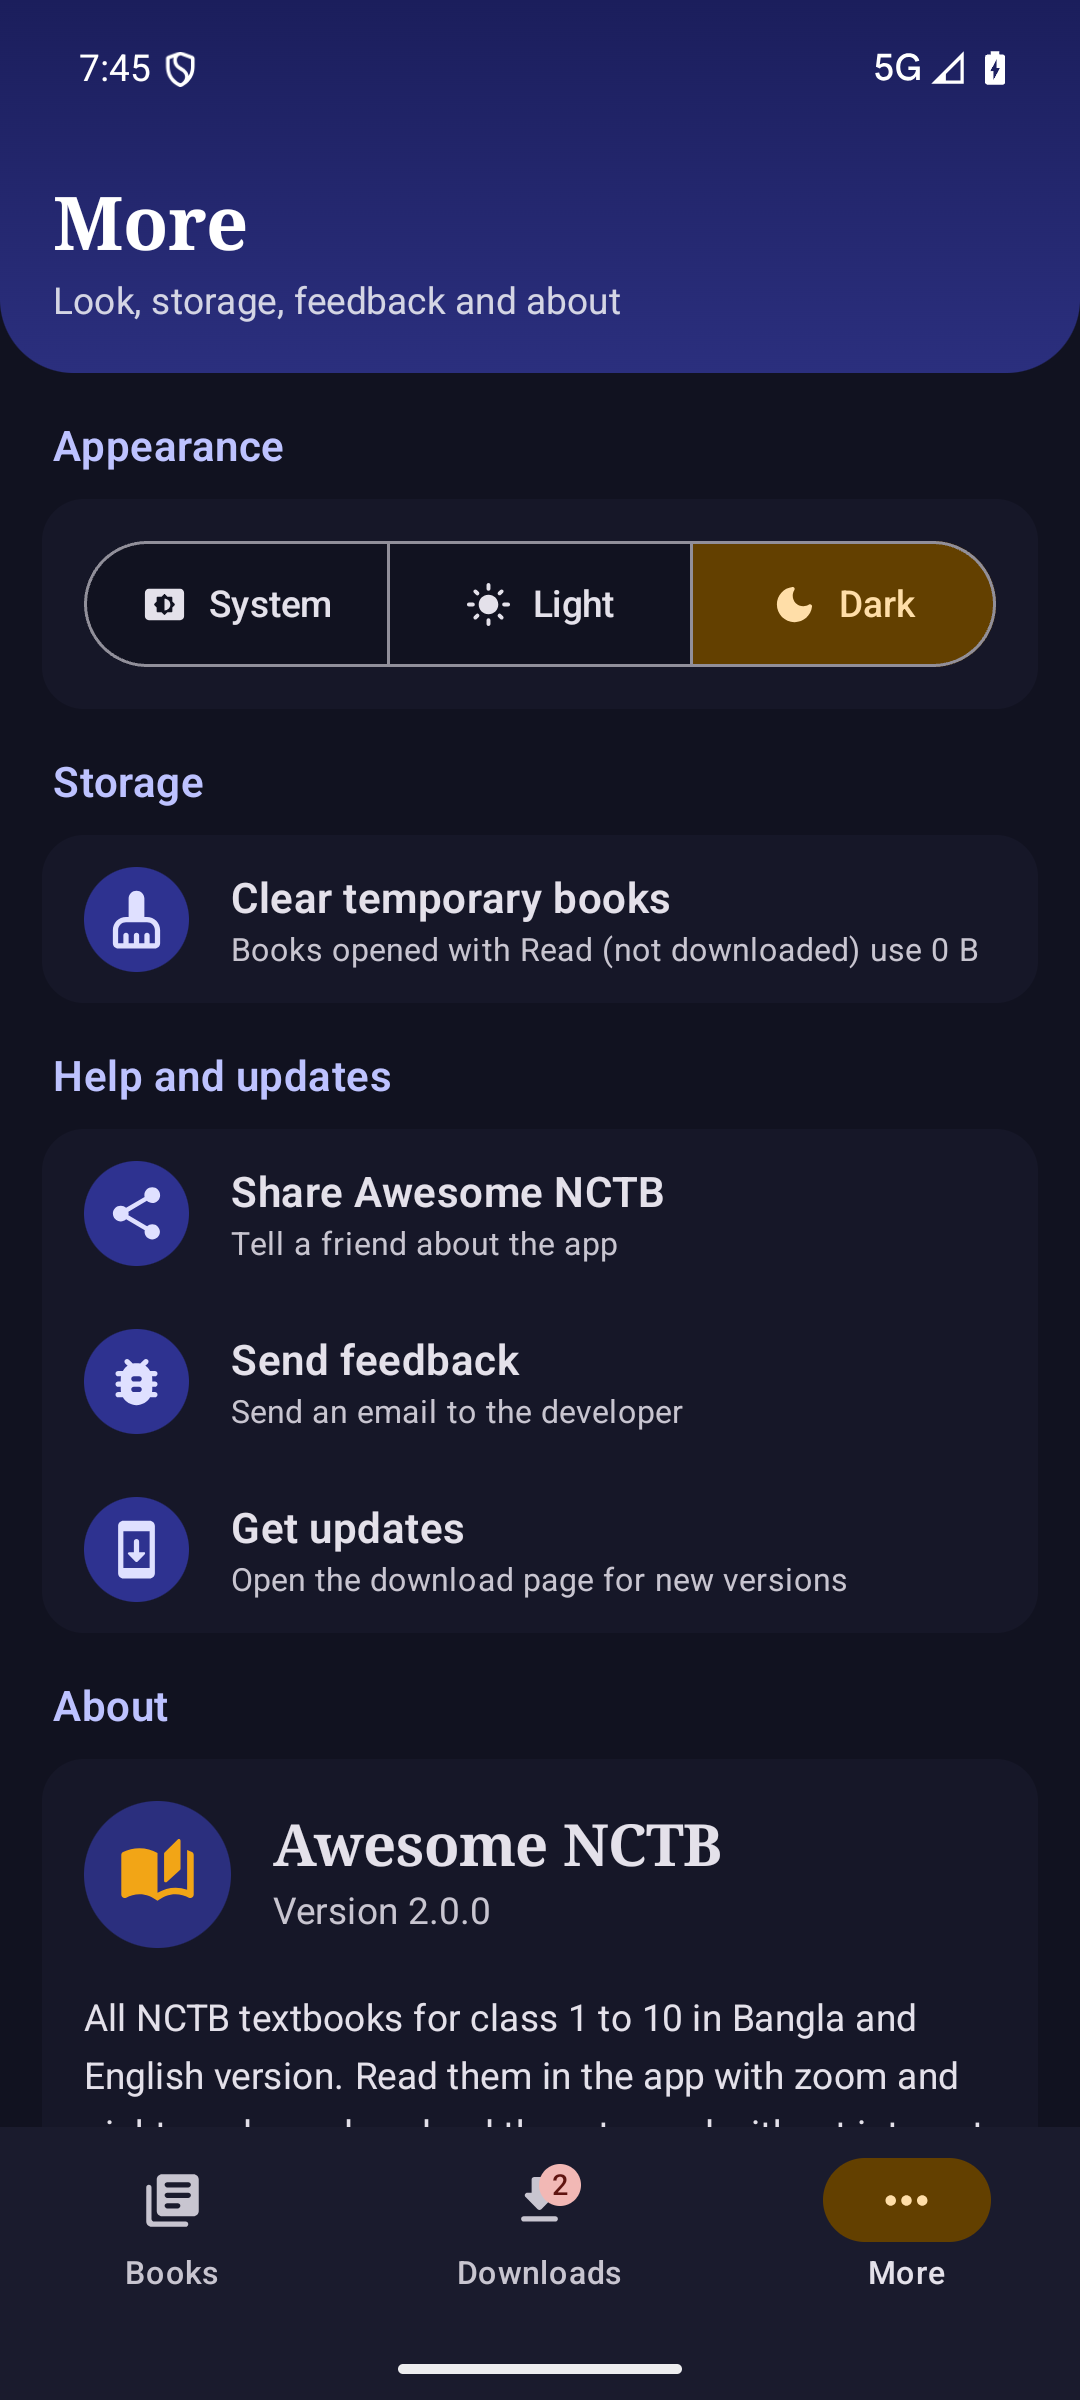 7:45
5G
More
Look, storage, feedback and about
Appearance
System
Light
Dark
Storage
Clear temporary books
Books opened with Read (not downloaded) use 0 B
Help and updates
Share Awesome NCTB
Tell a friend about the app
Send feedback
Send an email to the developer
Get updates
Open the download page for new versions
About
Awesome NCTB
Version 2.0.0
All NCTB textbooks for class 1 to 10 in Bangla and
English version. Read them in the app with zoom and
2
Books
Downloads
More